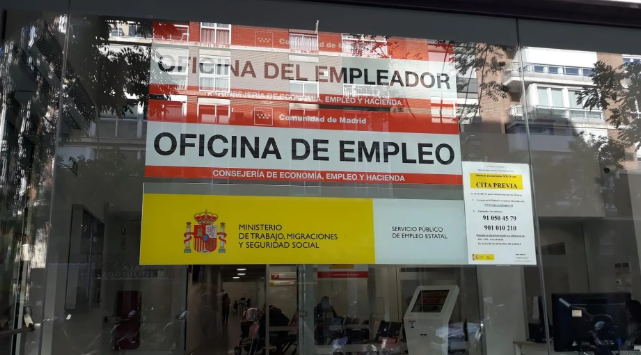 OFICINA DEL EMPLEADOR
CONSEJERÍA DE ECONOMÍA, EMPLEO Y HACIENDA
Comunidad de Madrid
OFICINA DE EMPLEO
CONSEJERÍA DE ECONOMÍA, EMPLEO Y HACIENDA
MINISTERIO
DE TRABAJO, MIGRACIONES
Y SEGURIDAD SOCIAL
SERVICIO PÚBLICO
DE EMPLEO ESTATAL
CITA PREVIA
91 050 45 79
901 010 210